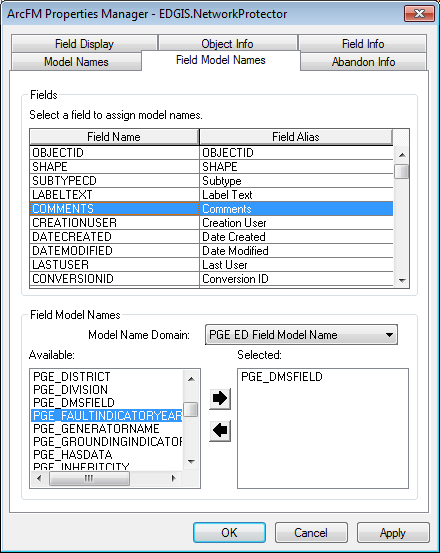 ArcFM Properties Manager - EDGIS.NetworkProtector
Field Display Object Info Field Info
Model Names Field Model Names Abandon Info
Fields
Select a field to assign model names.
Field Name Field Alias
OBJECTID OBJECTID
SHAPE SHAPE
SUBTYPECD Subtype
LABELTEXT Label Text
COMMENTS Comments
CREATIONUSER Creation User
DATECREATED Date Created
DATEMODIFIED Date Modified
LASTUSER Last User
CONVERSIONID Conversion ID
Field Model Names
Model Name Domain: PGE ED Field Model Name
Available: Selected:
PGE_DISTRICT PGE_DMSFIELD
PGE_DIVISION
PGE_DMSFIELD
PGE_FAULTINDICATORYEAR
PGE_GENERATORNAME
PGE_GROUNDINGINDICATOR
PGE_HASDATA
PGE_INHERITCITY
OK Cancel Apply